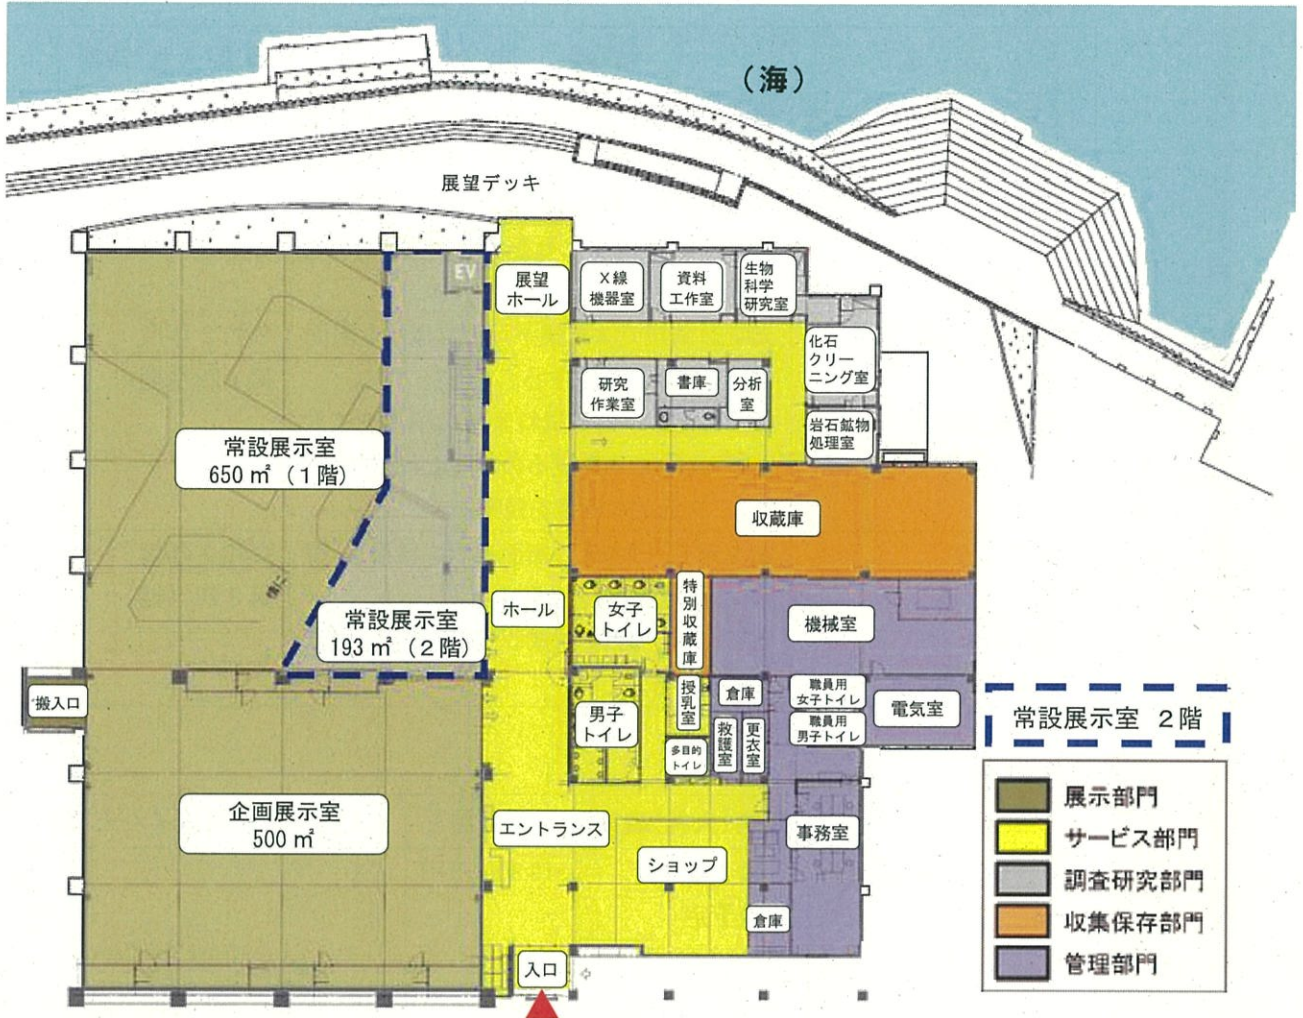 （海）
展望デッキ
EV
展望
ホール
X線
機器室
資料
工作室
生物
科学
研究室
化石
クリー
ニング室
研究
作業室
書庫
分析
室
岩石鉱物
処理室
常設展示室
650 ㎡（１階）
収蔵庫
常設展示室
193 ㎡（２階）
ホール
女子
トイレ
特別収蔵庫
機械室
搬入口
男子
トイレ
授乳室
倉庫
職員用
女子トイレ
職員用
男子トイレ
電気室
多目的
トイレ
救護室
更衣室
企画展示室
500 ㎡
エントランス
ショップ
事務室
倉庫
入口
常設展示室 ２階
展示部門
サービス部門
調査研究部門
収集保存部門
管理部門